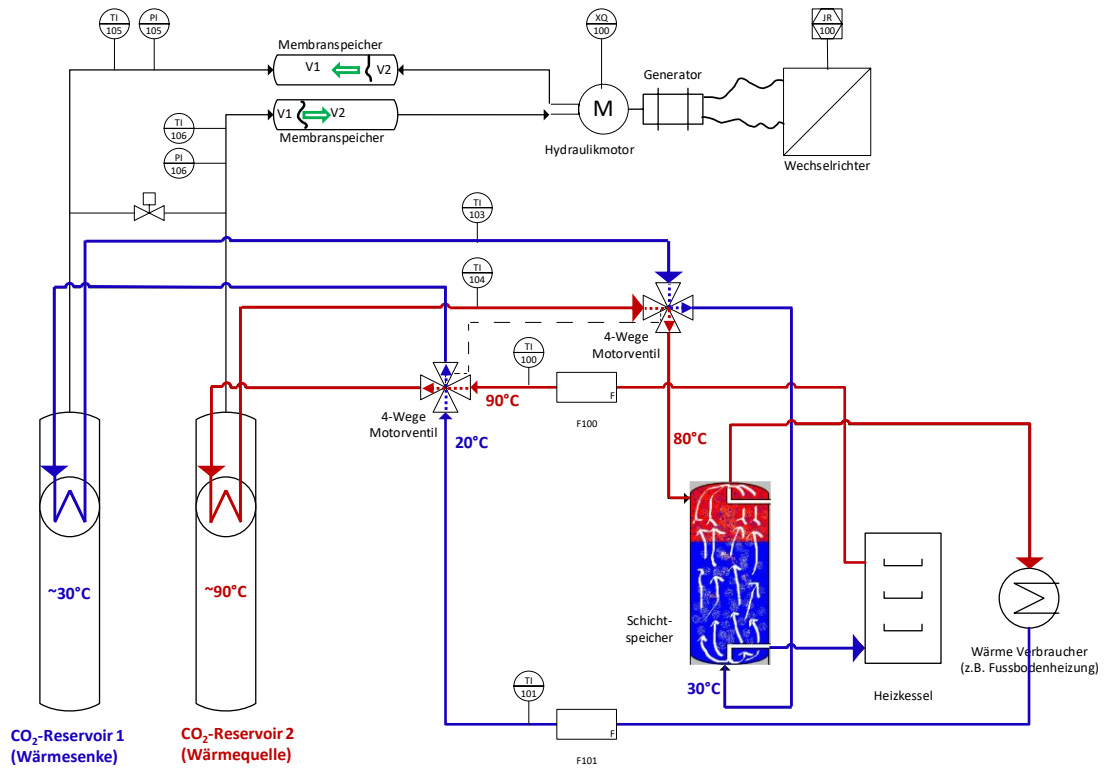 TI
105
PI
105
Membranspeicher
V1
V2
V1
V2
Membranspeicher
XQ
100
M
Hydraulikmotor
Generator
JR
100
Wechselrichter
TI
106
PI
106
TI
103
TI
104
4-Wege
Motorventil
TI
100
90°C
F
F100
4-Wege
Motorventil
20°C
80°C
~30°C
~90°C
Schicht-
speicher
30°C
Heizkessel
Wärme Verbraucher
(z.B. Fussbodenheizung)
TI
101
F
F101
CO₂-Reservoir 1
(Wärmesenke)
CO₂-Reservoir 2
(Wärmequelle)